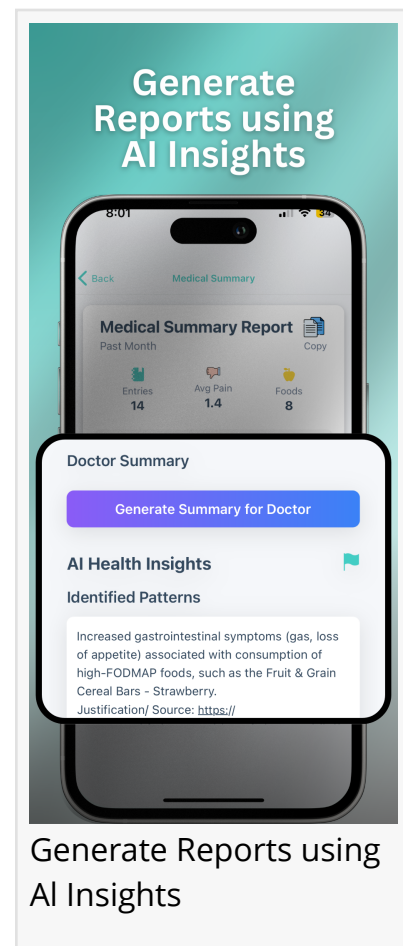 Generate
Reports using
AI Insights
8:01
34
Back
Medical Summary
Medical Summary Report
Past Month
Copy
Entries
14
Avg Pain
1.4
Foods
8
Doctor Summary
Generate Summary for Doctor
AI Health Insights
Identified Patterns
Increased gastrointestinal symptoms (gas, loss
of appetite) associated with consumption of
high-FODMAP foods, such as the Fruit & Grain
Cereal Bars - Strawberry.
Justification/ Source: https://
Generate Reports using
AI Insights